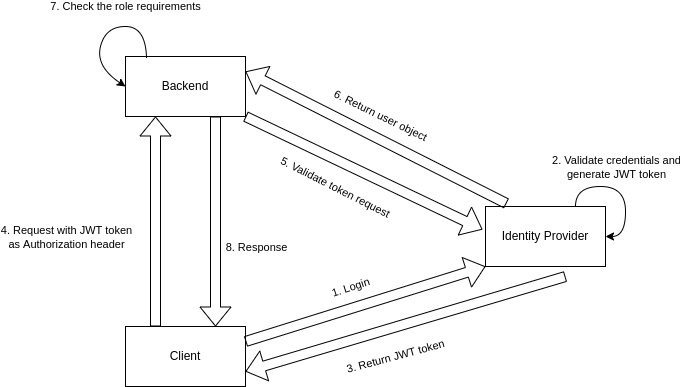 7. Check the role requirements
Backend
6. Return user object
5. Validate token request
2. Validate credentials and
generate JWT token
4. Request with JWT token
as Authorization header
8. Response
Identity Provider
1. Login
3. Return JWT token
Client